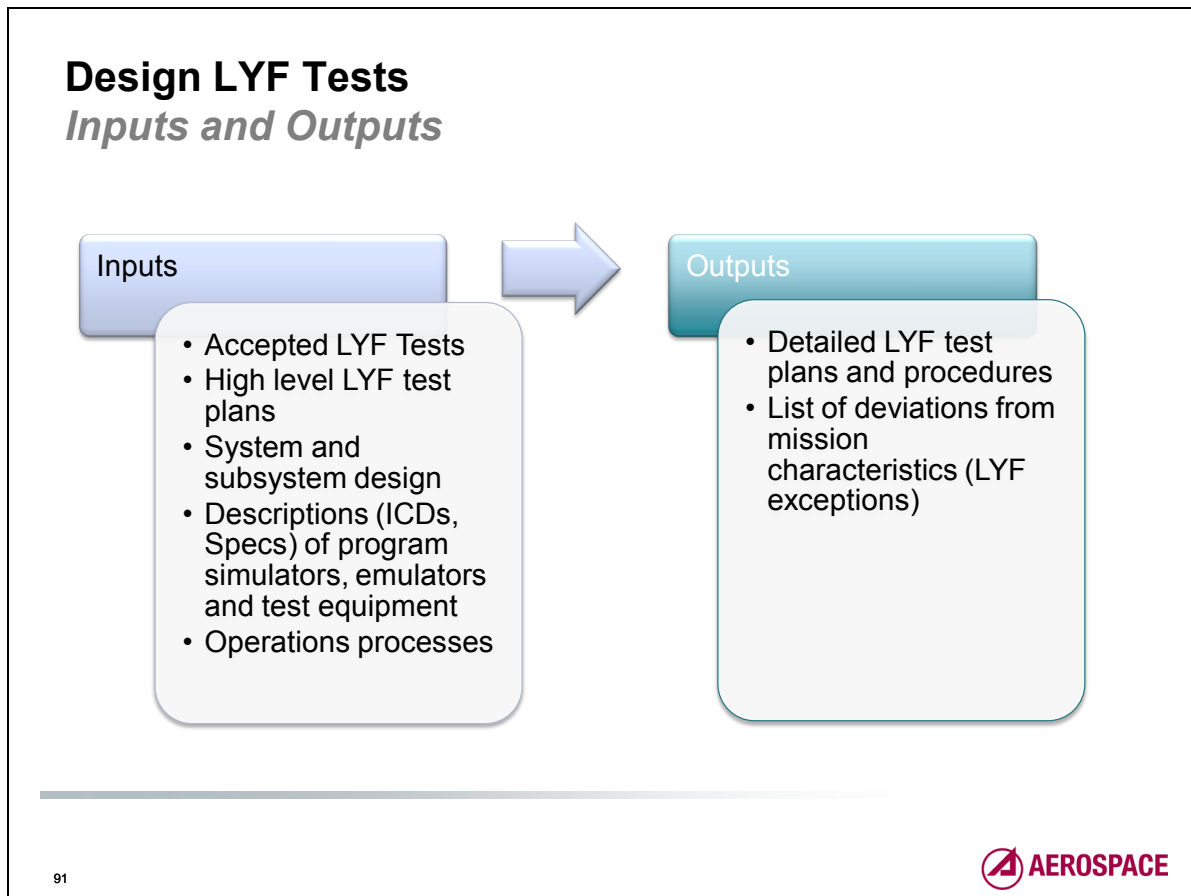 Design LYF Tests
Inputs and Outputs
Inputs
• Accepted LYF Tests
• High level LYF test
plans
• System and
subsystem design
• Descriptions (ICDs,
Specs) of program
simulators, emulators
and test equipment
• Operations processes
Outputs
• Detailed LYF test
plans and procedures
• List of deviations from
mission
characteristics (LYF
exceptions)
91
AEROSPACE